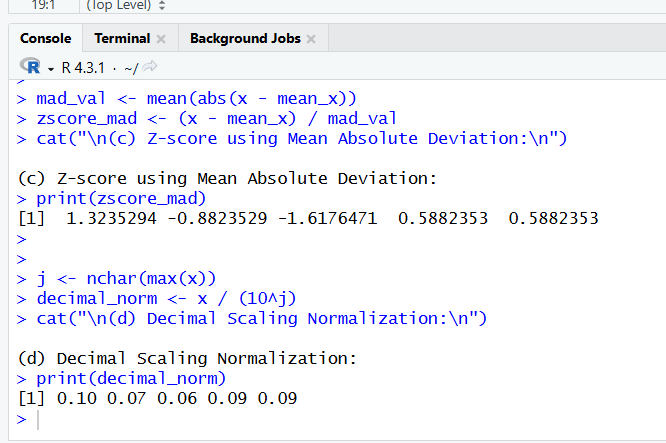 19:1 (Top Level)
Console Terminal Background Jobs
R R 4.3.1 · ~/
>
> mad_val <- mean(abs(x - mean_x))
> zscore_mad <- (x - mean_x) / mad_val
> cat("\n(c) Z-score using Mean Absolute Deviation:\n")
(c) Z-score using Mean Absolute Deviation:
> print(zscore_mad)
[1]  1.3235294 -0.8823529 -1.6176471  0.5882353  0.5882353
>
>
> j <- nchar(max(x))
> decimal_norm <- x / (10^j)
> cat("\n(d) Decimal Scaling Normalization:\n")
(d) Decimal Scaling Normalization:
> print(decimal_norm)
[1] 0.10 0.07 0.06 0.09 0.09
>